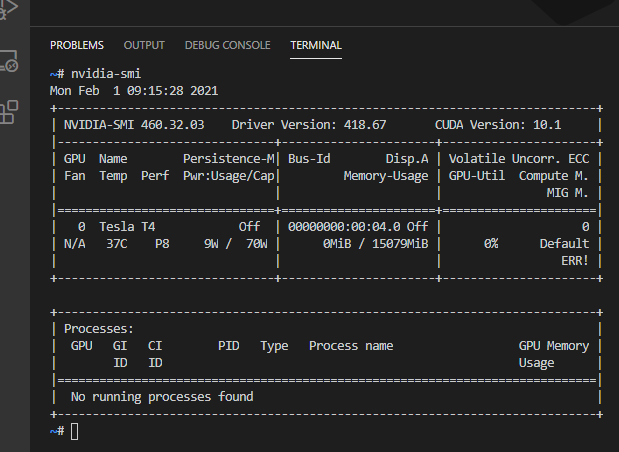 PROBLEMS OUTPUT DEBUG CONSOLE TERMINAL
~# nvidia-smi
Mon Feb  1 09:15:28 2021
+-----------------------------------------------------------------------------+
| NVIDIA-SMI 460.32.03    Driver Version: 418.67       CUDA Version: 10.1     |
|-------------------------------+----------------------+----------------------+
| GPU  Name        Persistence-M| Bus-Id        Disp.A | Volatile Uncorr. ECC |
| Fan  Temp  Perf  Pwr:Usage/Cap|         Memory-Usage | GPU-Util  Compute M. |
|                               |                      |               MIG M. |
|===============================+======================+======================|
|   0  Tesla T4            Off  | 00000000:00:04.0 Off |                    0 |
| N/A   37C    P8     9W /  70W |      0MiB / 15079MiB |      0%      Default |
|                               |                      |                 ERR! |
+-------------------------------+----------------------+----------------------+
+-----------------------------------------------------------------------------+
| Processes:                                                                  |
|  GPU   GI   CI        PID   Type   Process name                  GPU Memory |
|        ID   ID                                                   Usage      |
|=============================================================================|
|  No running processes found                                                 |
+-----------------------------------------------------------------------------+
~#